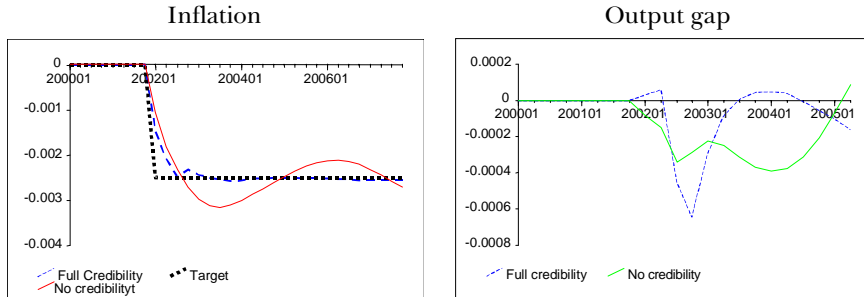 Inflation
0
200001 200201 200401 200601
-0.001
-0.002
-0.003
-0.004
Full Credibility Target
No credibilityt
Output gap
0.0002
0
200001 200101 200201 200301 200401 200501
-0.0002
-0.0004
-0.0006
-0.0008
Full credibility No credibility